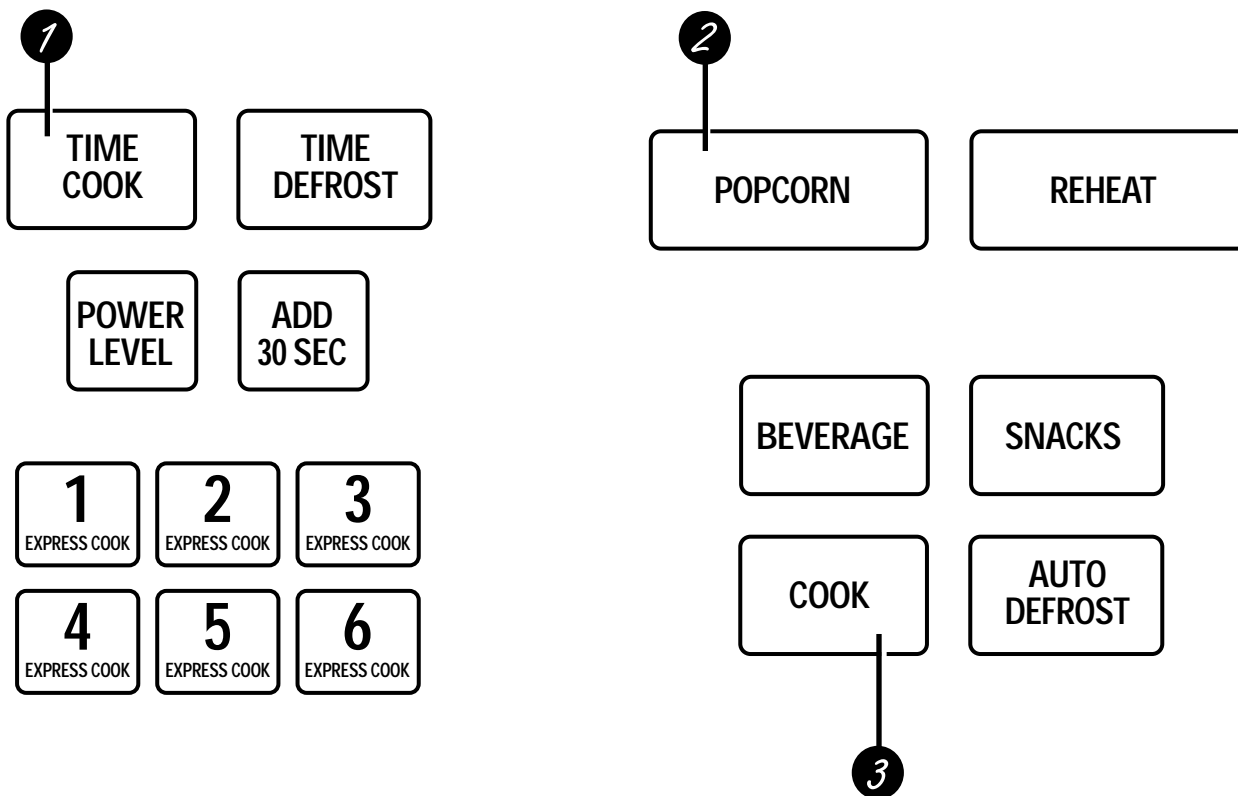 1
TIME
COOK
TIME
DEFROST
POWER
LEVEL
ADD
30 SEC
1
EXPRESS COOK
2
EXPRESS COOK
3
EXPRESS COOK
4
EXPRESS COOK
5
EXPRESS COOK
6
EXPRESS COOK
2
POPCORN
REHEAT
BEVERAGE
SNACKS
COOK
AUTO
DEFROST
3